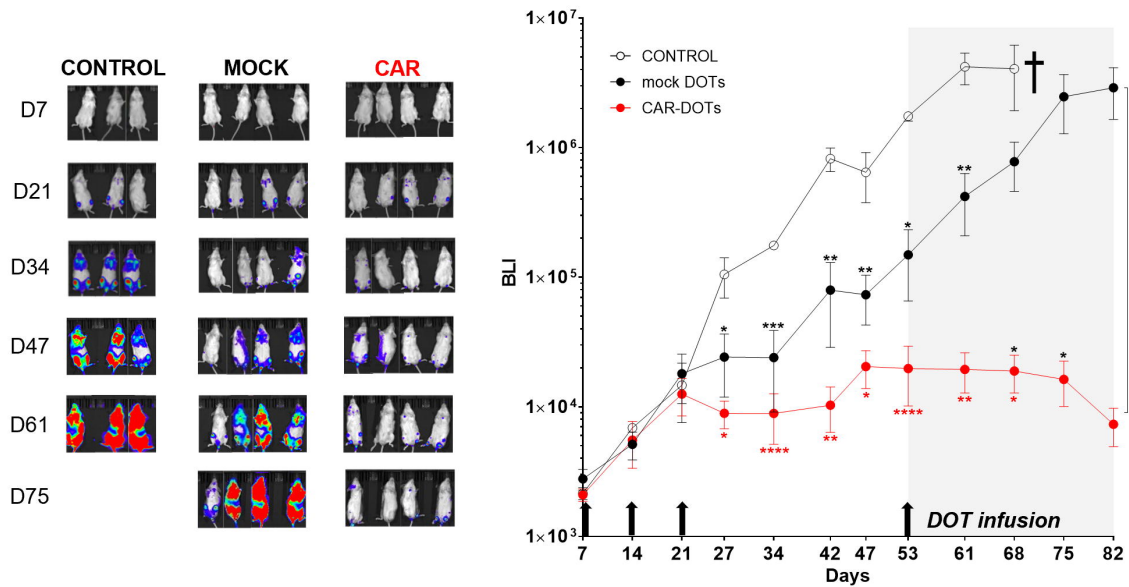 CONTROL MOCK CAR
D7
D21
D34
D47
D61
D75
1×10⁷
1×10⁶
1×10⁵
1×10⁴
1×10³
BLI
CONTROL
mock DOTs
CAR-DOTs
†
* *** ** ** * ** * *
* **** ** * **** ** *
DOT infusion
7 14 21 27 34 42 47 53 61 68 75 82
Days